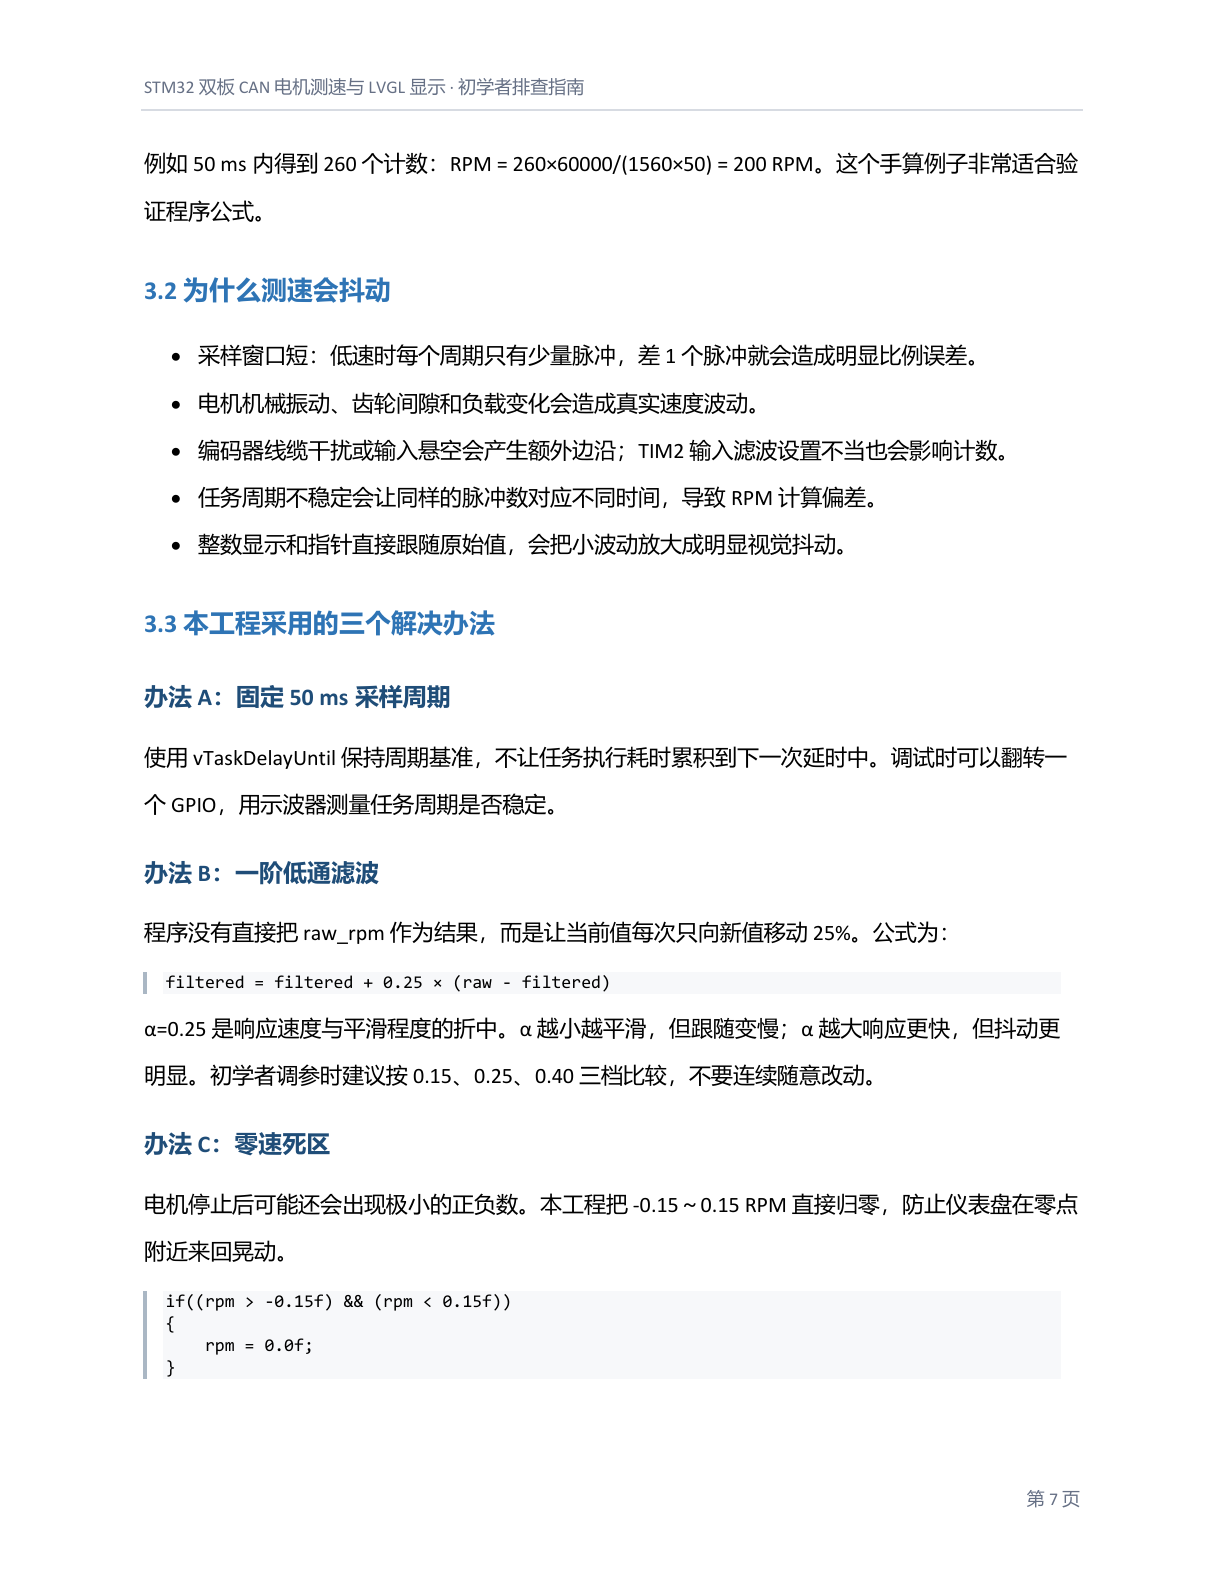 STM32 双板 CAN 电机测速与 LVGL 显示 · 初学者排查指南
例如 50 ms 内得到 260 个计数：RPM = 260×60000/(1560×50) = 200 RPM。这个手算例子非常适合验
证程序公式。
3.2 为什么测速会抖动
• 采样窗口短：低速时每个周期只有少量脉冲，差 1 个脉冲就会造成明显比例误差。
• 电机机械振动、齿轮间隙和负载变化会造成真实速度波动。
• 编码器线缆干扰或输入悬空会产生额外边沿；TIM2 输入滤波设置不当也会影响计数。
• 任务周期不稳定会让同样的脉冲数对应不同时间，导致 RPM 计算偏差。
• 整数显示和指针直接跟随原始值，会把小波动放大成明显视觉抖动。
3.3 本工程采用的三个解决办法
办法 A：固定 50 ms 采样周期
使用 vTaskDelayUntil 保持周期基准，不让任务执行耗时累积到下一次延时中。调试时可以翻转一
个 GPIO，用示波器测量任务周期是否稳定。
办法 B：一阶低通滤波
程序没有直接把 raw_rpm 作为结果，而是让当前值每次只向新值移动 25%。公式为：
filtered = filtered + 0.25 × (raw - filtered)
α=0.25 是响应速度与平滑程度的折中。α 越小越平滑，但跟随变慢；α 越大响应更快，但抖动更
明显。初学者调参时建议按 0.15、0.25、0.40 三档比较，不要连续随意改动。
办法 C：零速死区
电机停止后可能还会出现极小的正负数。本工程把 -0.15 ~ 0.15 RPM 直接归零，防止仪表盘在零点
附近来回晃动。
if((rpm > -0.15f) && (rpm < 0.15f))
{
    rpm = 0.0f;
}
第 7 页